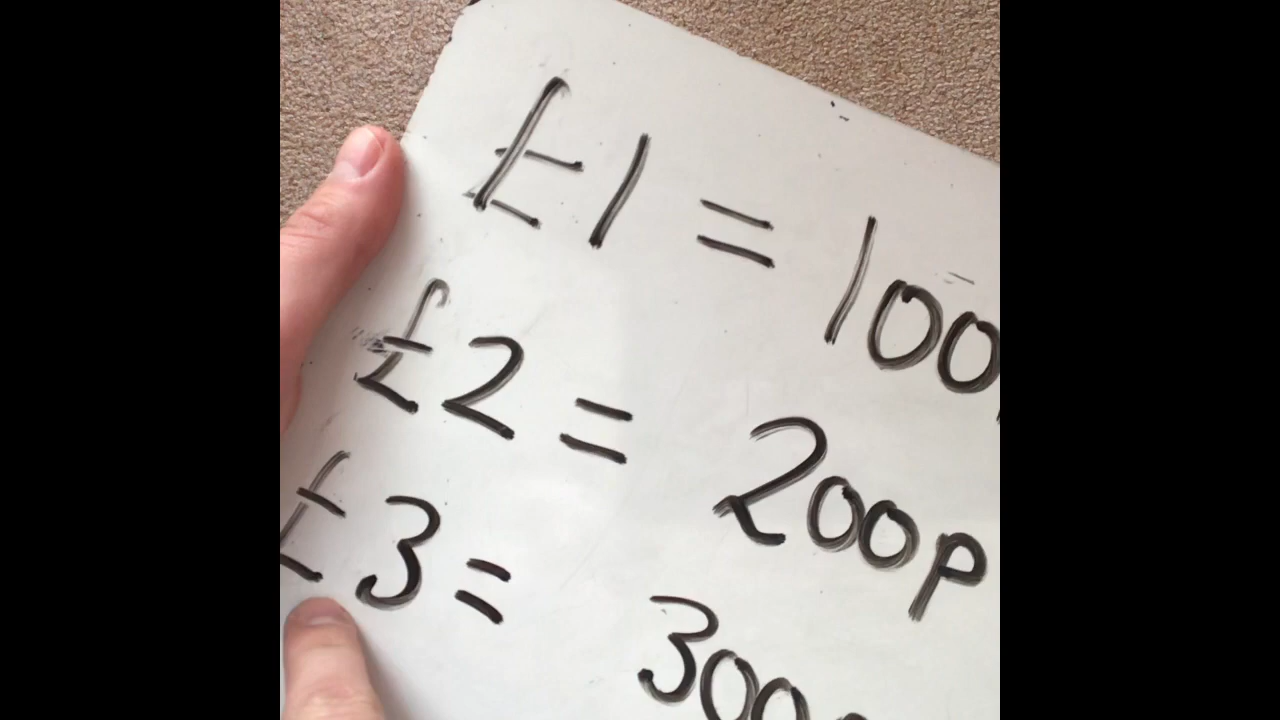 £1 = 100
£2 = 200p
£3 = 300